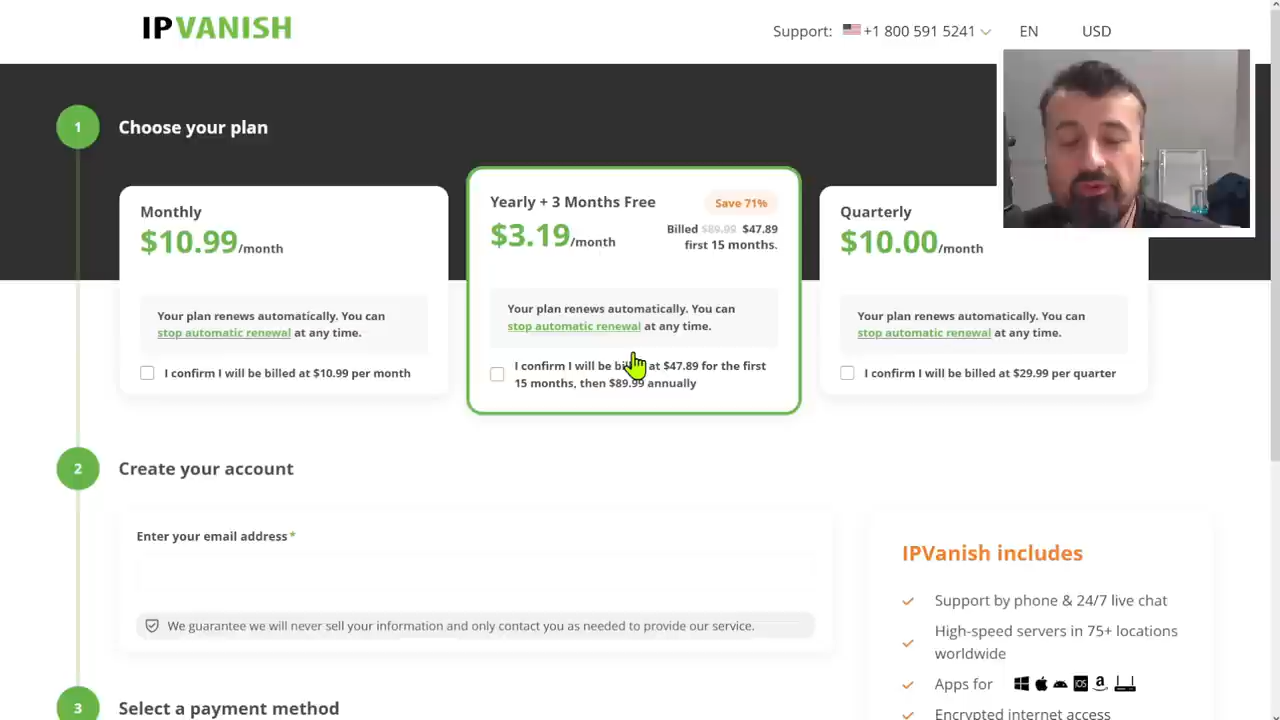 IPVANISH
Support: +1 800 591 5241 EN USD
1 Choose your plan
Monthly
$10.99/month
Your plan renews automatically. You can
stop automatic renewal at any time.
I confirm I will be billed at $10.99 per month
Yearly + 3 Months Free Save 71%
$3.19/month
Billed $89.99 $47.89
first 15 months.
Your plan renews automatically. You can
stop automatic renewal at any time.
I confirm I will be billed at $47.89 for the first
15 months, then $89.99 annually
Quarterly
$10.00/month
Your plan renews automatically. You can
stop automatic renewal at any time.
I confirm I will be billed at $29.99 per quarter
2 Create your account
Enter your email address*
We guarantee we will never sell your information and only contact you as needed to provide our service.
3 Select a payment method
IPVanish includes
Support by phone & 24/7 live chat
High-speed servers in 75+ locations
worldwide
Apps for iOS
Encrypted internet access